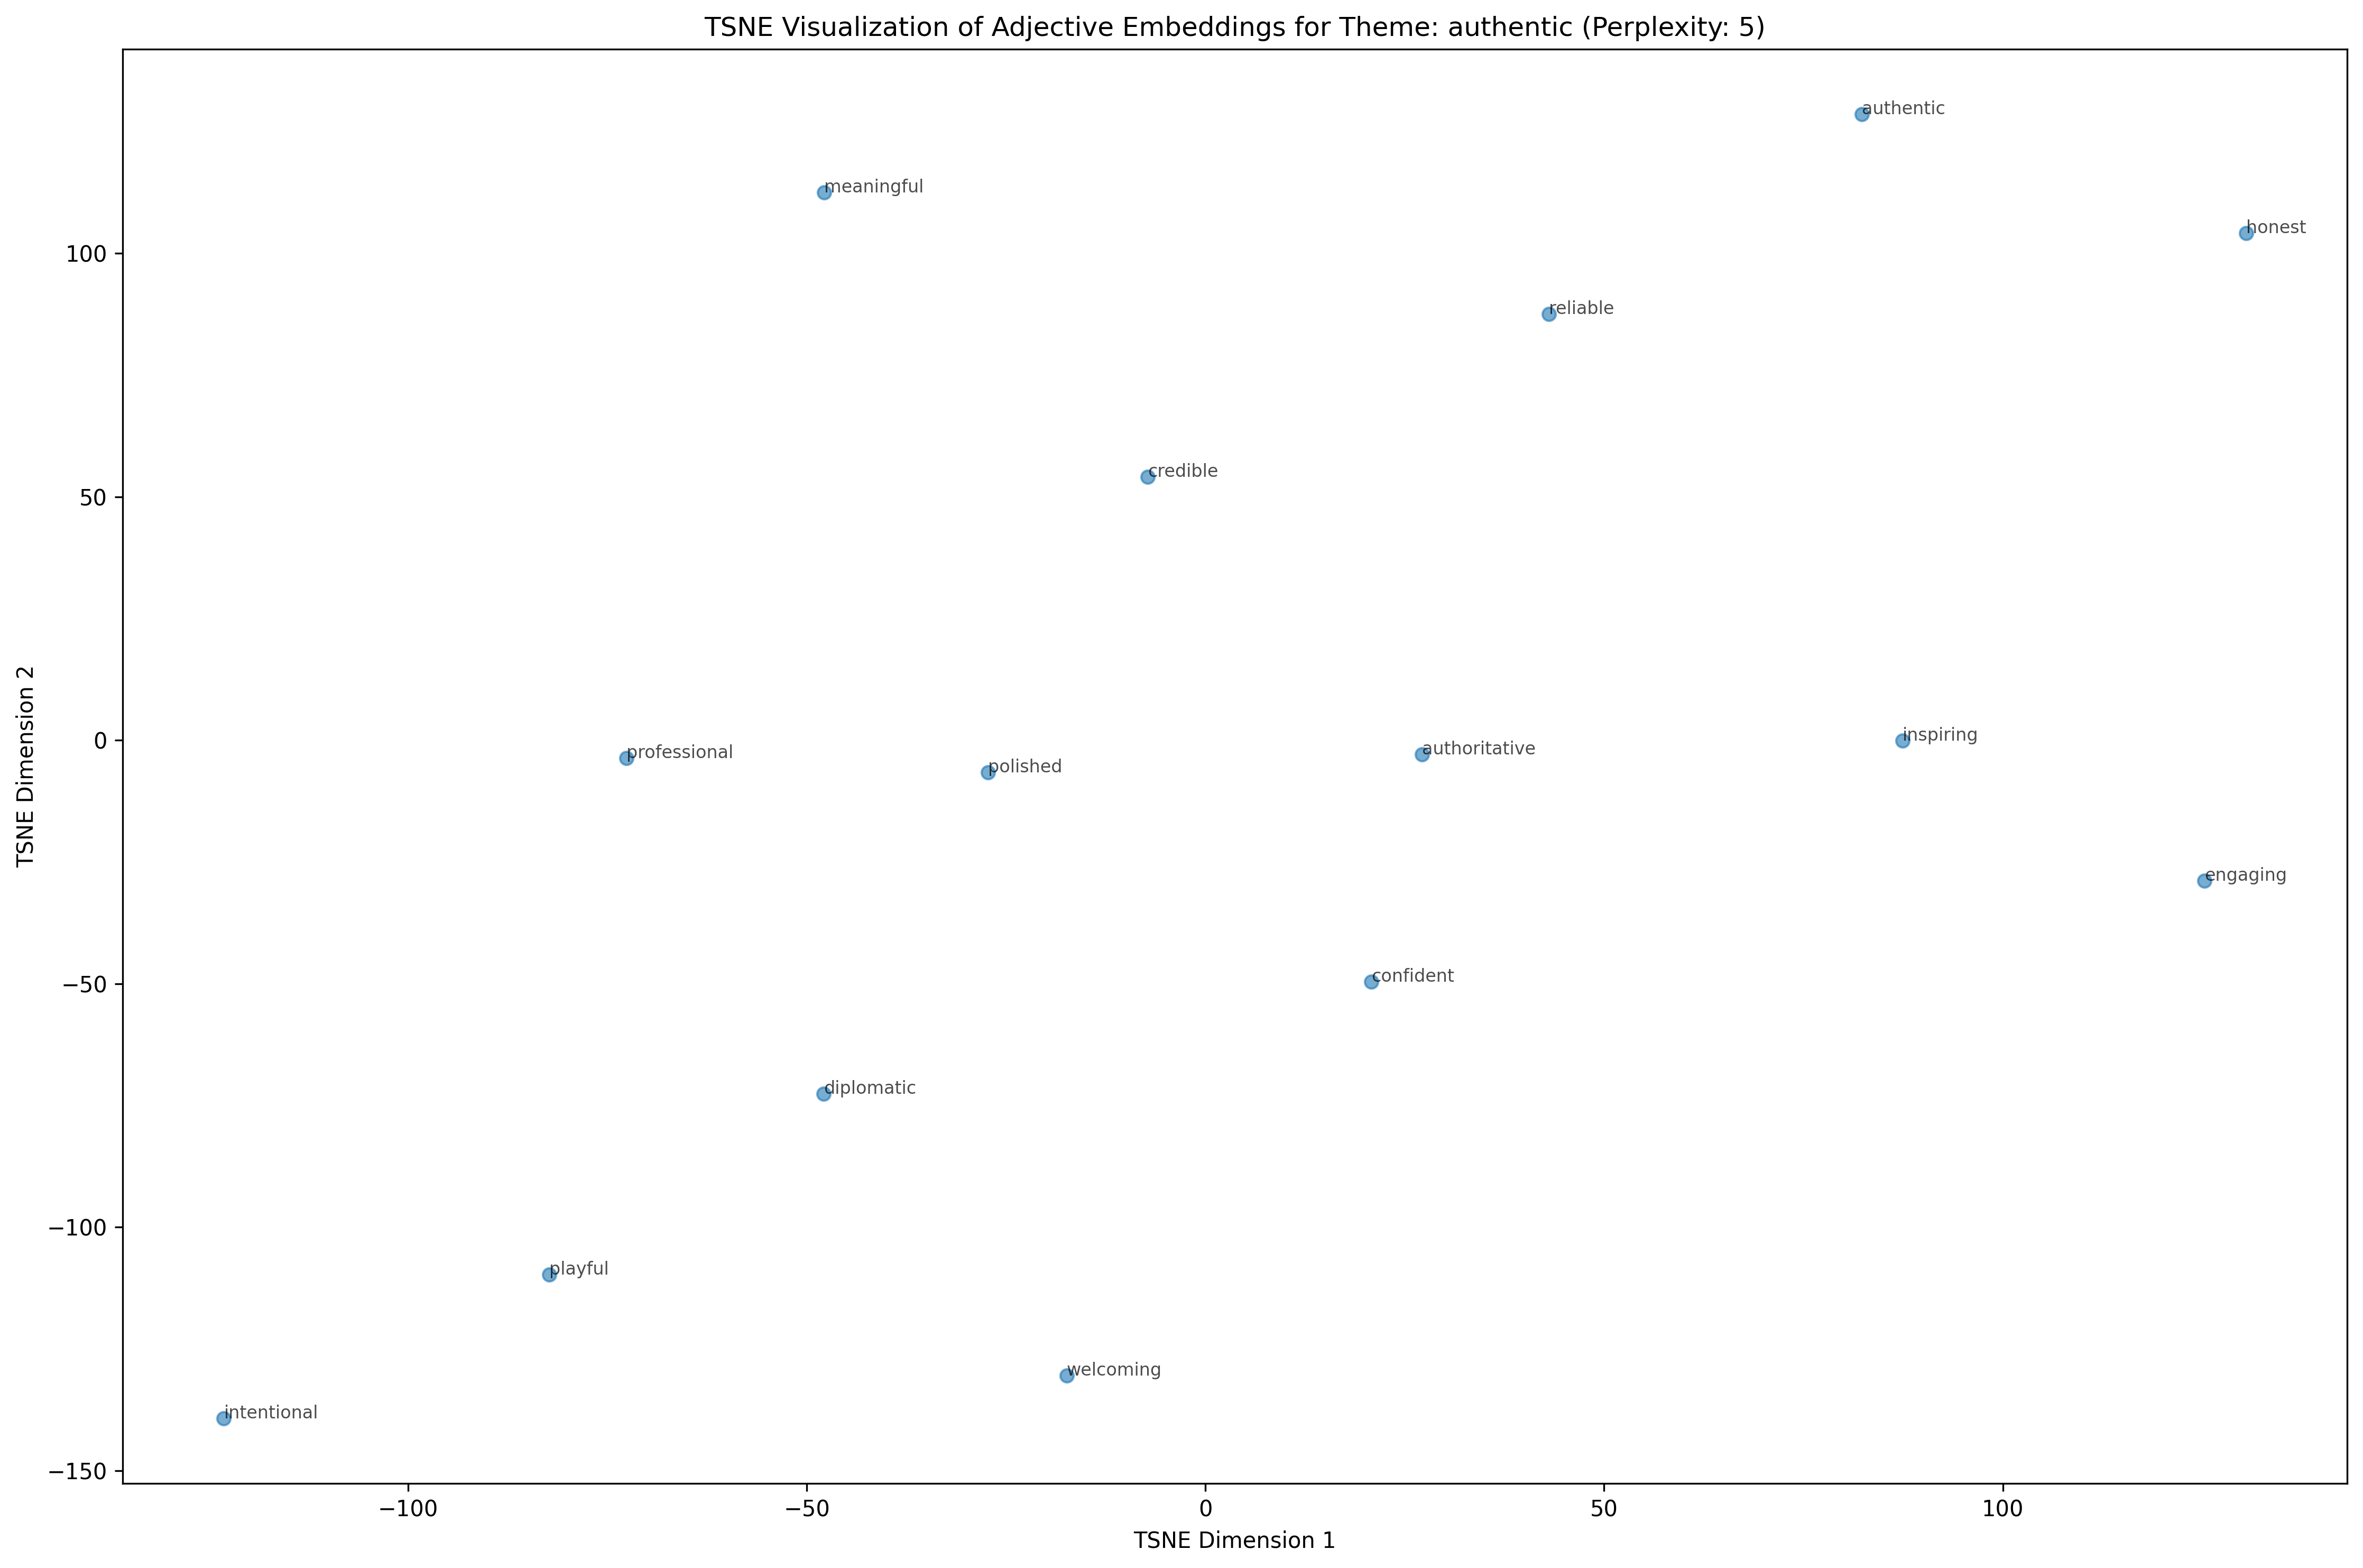 TSNE Visualization of Adjective Embeddings for Theme: authentic (Perplexity: 5)
authentic
meaningful
honest
100
reliable
credible
50
inspiring
0
authoritative
professional
polished
engaging
TSNE Dimension 2
confident
−50
diplomatic
−100
playful
welcoming
intentional
−150
−100
−50
0
50
100
TSNE Dimension 1